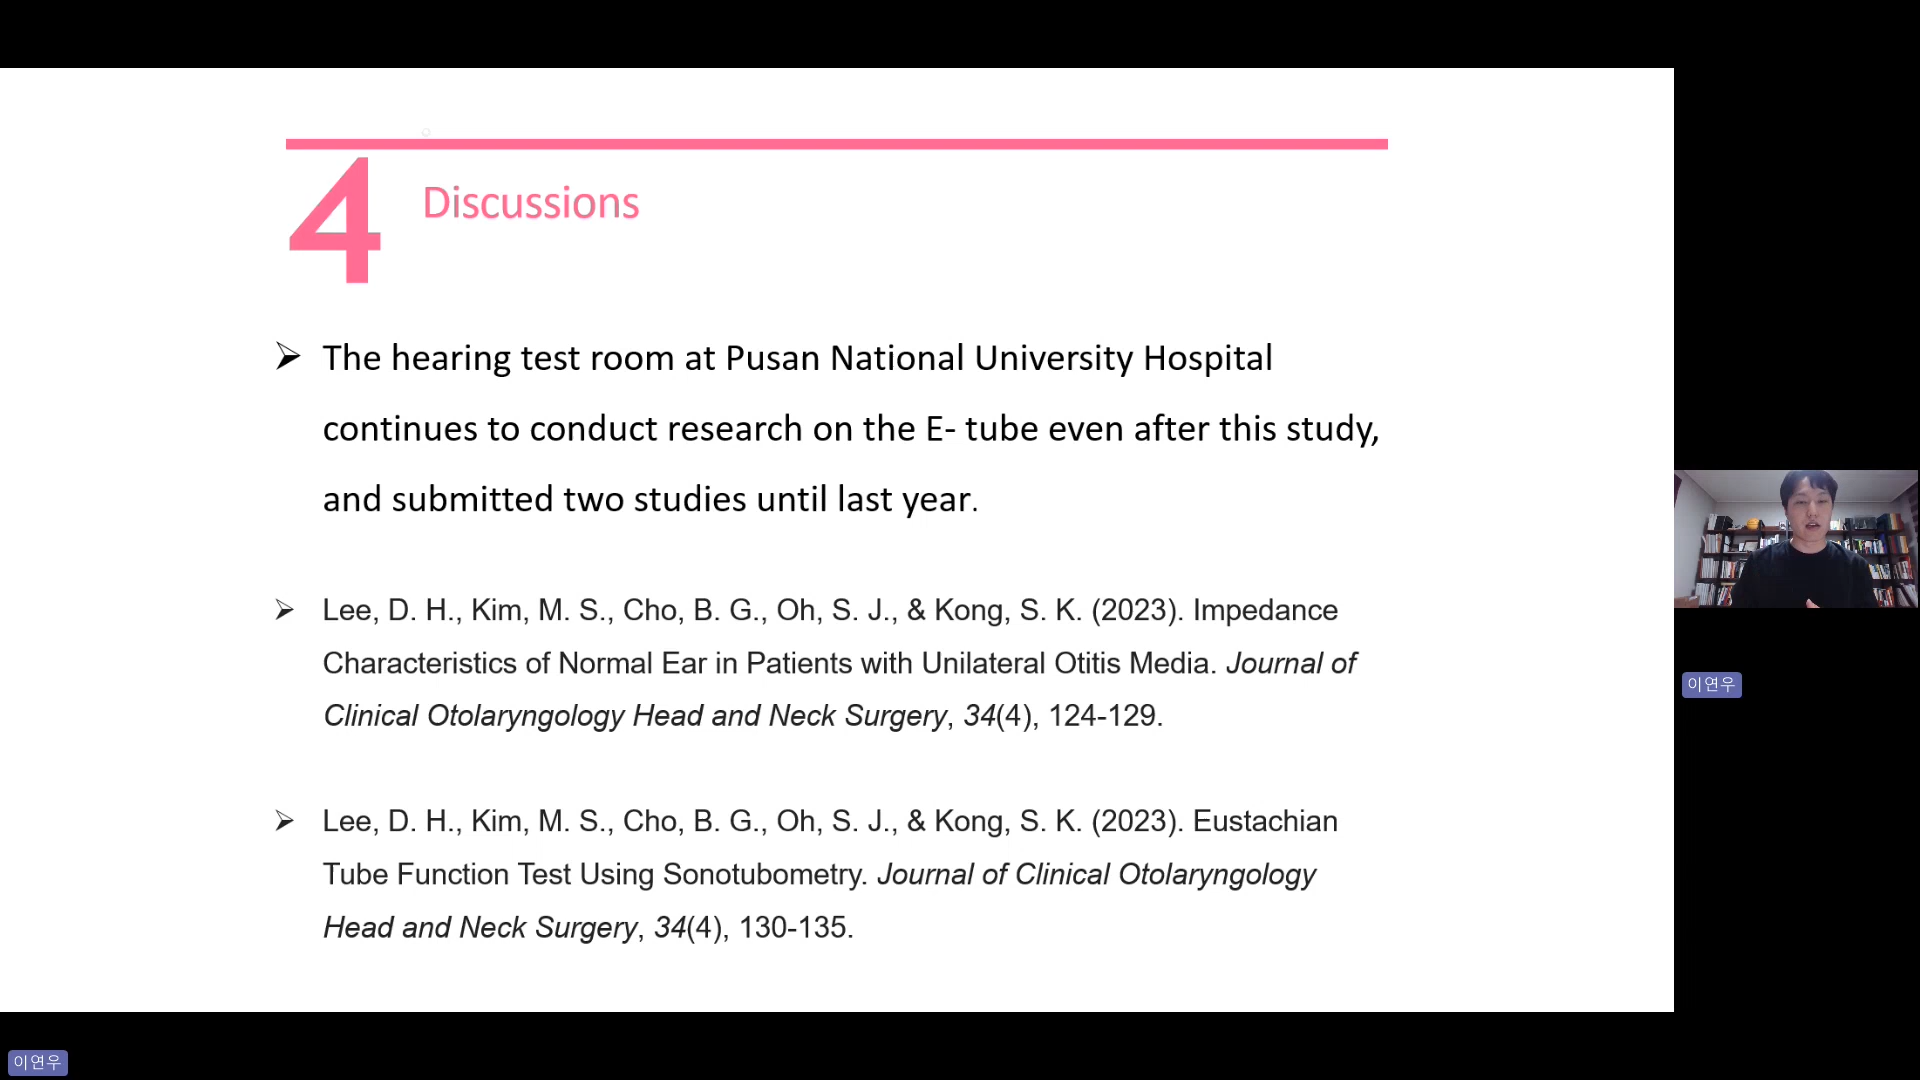 4
Discussions
➢ The hearing test room at Pusan National University Hospital
continues to conduct research on the E- tube even after this study,
and submitted two studies until last year.
➢ Lee, D. H., Kim, M. S., Cho, B. G., Oh, S. J., & Kong, S. K. (2023). Impedance
Characteristics of Normal Ear in Patients with Unilateral Otitis Media. Journal of
Clinical Otolaryngology Head and Neck Surgery, 34(4), 124-129.
➢ Lee, D. H., Kim, M. S., Cho, B. G., Oh, S. J., & Kong, S. K. (2023). Eustachian
Tube Function Test Using Sonotubometry. Journal of Clinical Otolaryngology
Head and Neck Surgery, 34(4), 130-135.
이연우
이연우